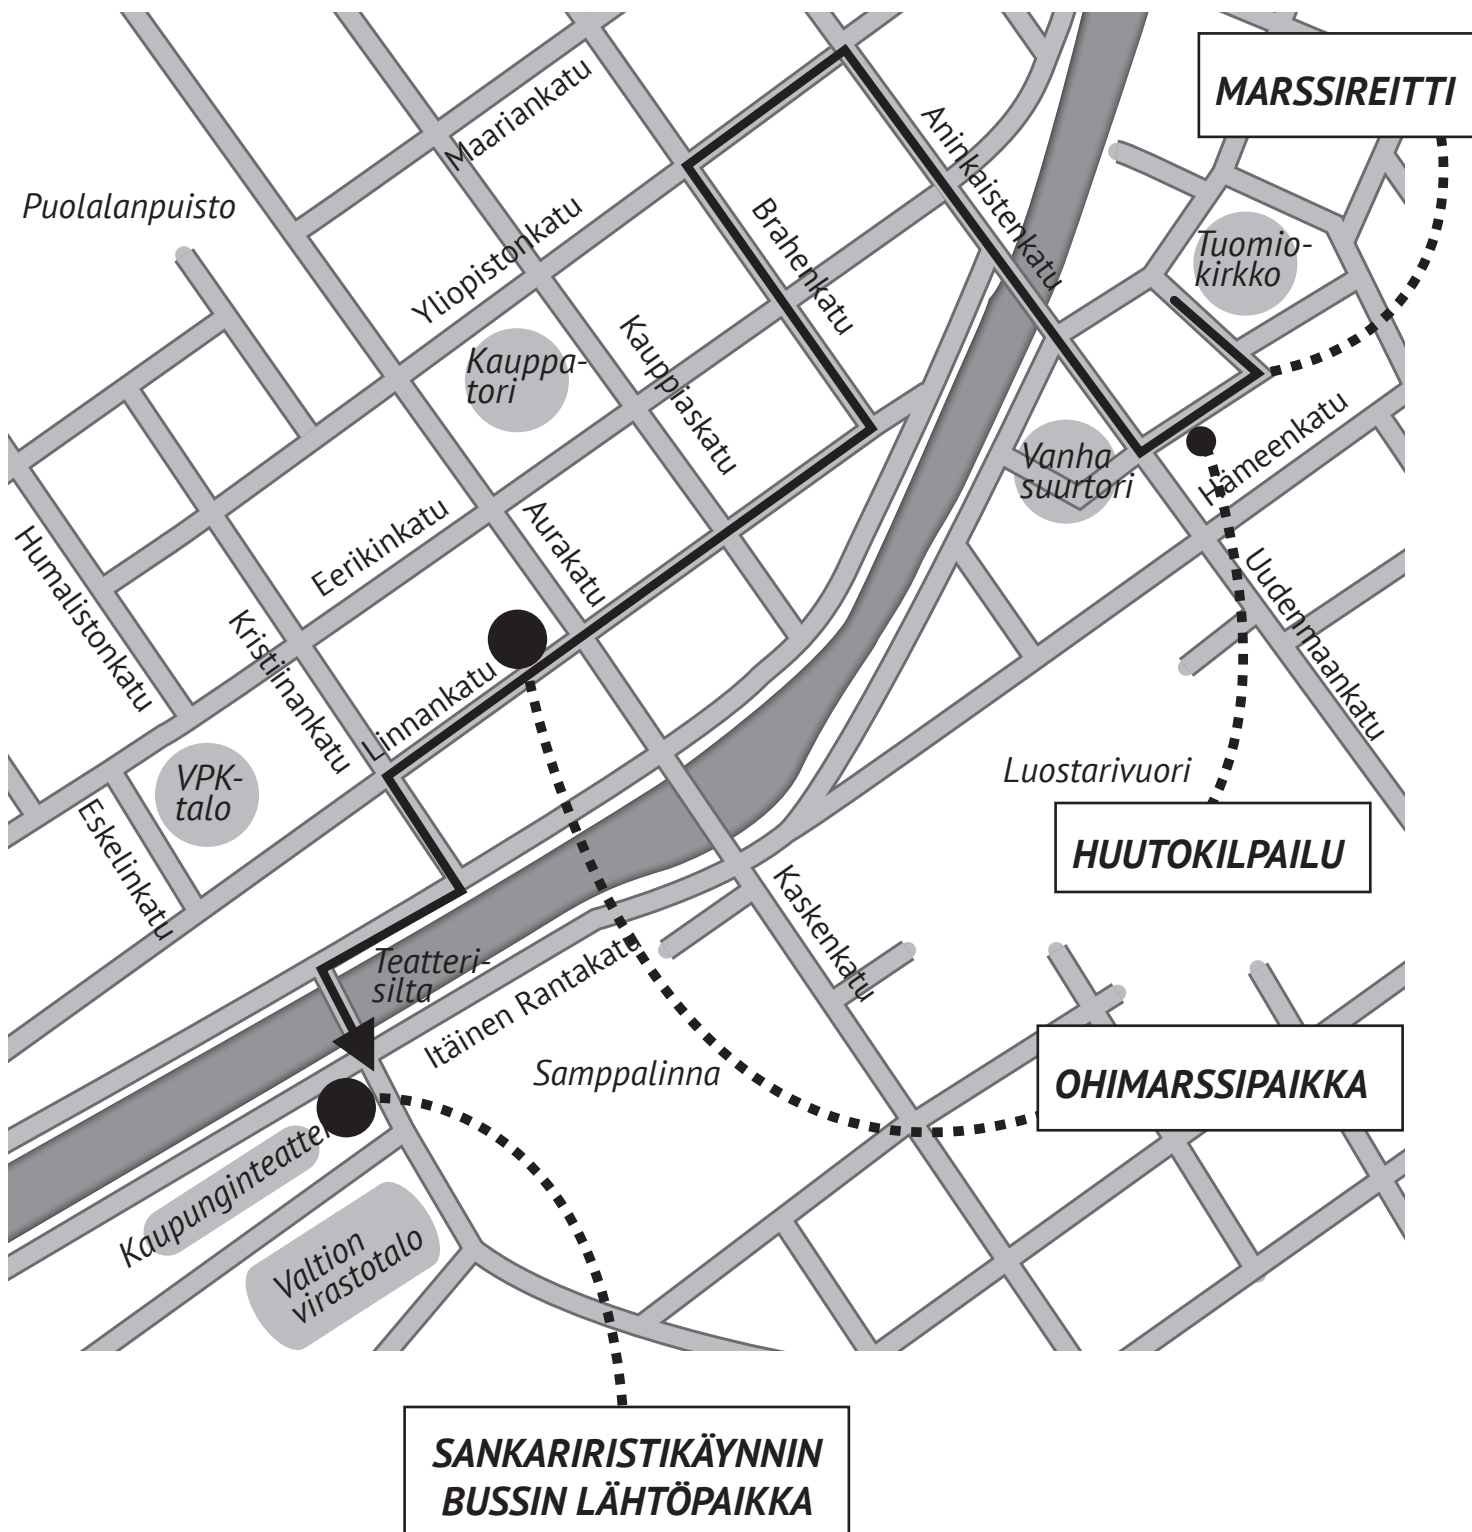 MARSSIREITTI
Maariankatu
Aninkaistenkatu
Puolalanpuisto
Yliopistonkatu
Brahenkatu
Tuomio-
kirkko
Kauppa-
tori
Kauppiaskatu
Hämeenkatu
Vanha
suurtori
Humalistonkatu
Eerikinkatu
Aurakatu
Kristiinankatu
Linnankatu
Uudenmaankatu
VPK-
talo
Eskelinkatu
Luostarivuori
HUUTOKILPAILU
Kaskenkatu
Teatteri-
silta
Itäinen Rantakatu
Samppalinna
OHIMARSSIPAIKKA
Kaupunginteatteri
Valtion
virastotalo
SANKARIRISTIKÄYNNIN
BUSSIN LÄHTÖPAIKKA